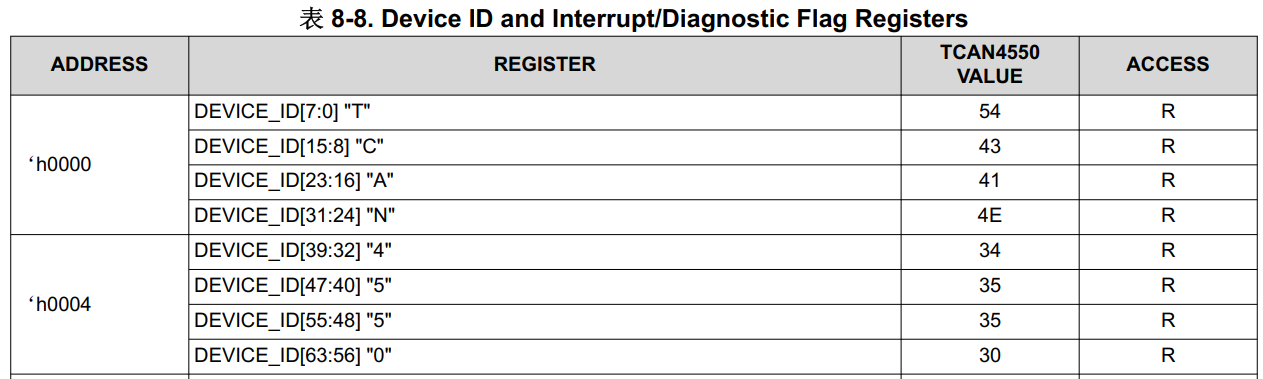 表 8-8. Device ID and Interrupt/Diagnostic Flag Registers
ADDRESS REGISTER TCAN4550 VALUE ACCESS
‘h0000
DEVICE_ID[7:0] "T" 54 R
DEVICE_ID[15:8] "C" 43 R
DEVICE_ID[23:16] "A" 41 R
DEVICE_ID[31:24] "N" 4E R
‘h0004
DEVICE_ID[39:32] "4" 34 R
DEVICE_ID[47:40] "5" 35 R
DEVICE_ID[55:48] "5" 35 R
DEVICE_ID[63:56] "0" 30 R